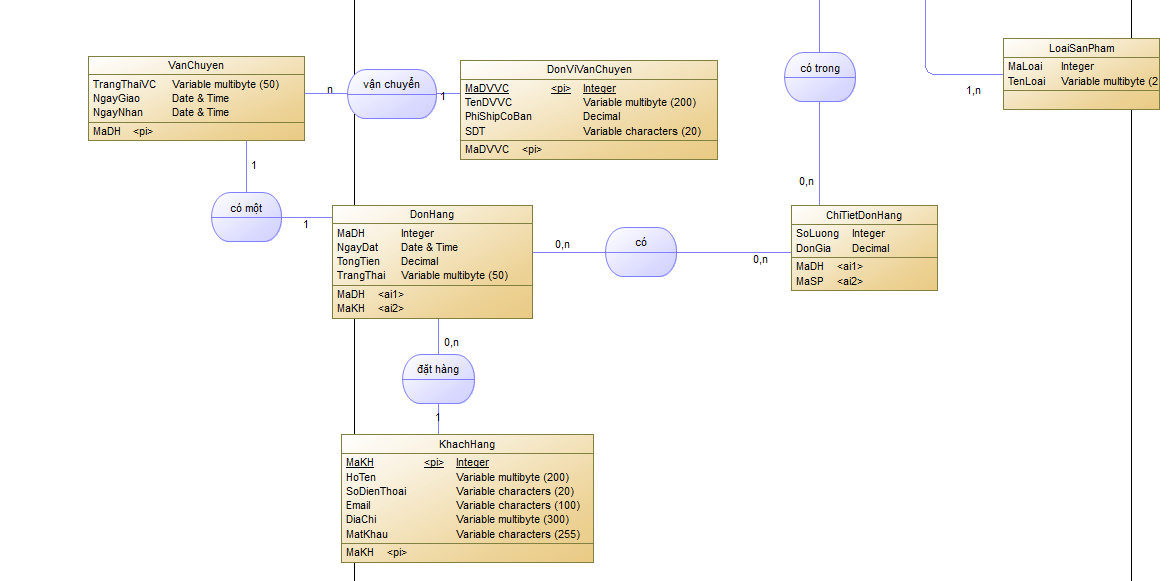 VanChuyen
TrangThaiVC Variable multibyte (50)
NgayGiao Date & Time
NgayNhan Date & Time
MaDH <pi>
n
vận chuyển
1
DonViVanChuyen
MaDVVC <pi> Integer
TenDVVC Variable multibyte (200)
PhiShipCoBan Decimal
SDT Variable characters (20)
MaDVVC <pi>
có trong
0,n
1,n
LoaiSanPham
MaLoai Integer
TenLoai Variable multibyte (2
1
có một
1
DonHang
MaDH Integer
NgayDat Date & Time
TongTien Decimal
TrangThai Variable multibyte (50)
MaDH <ai1>
MaKH <ai2>
0,n
có
0,n
ChiTietDonHang
SoLuong Integer
DonGia Decimal
MaDH <ai1>
MaSP <ai2>
0,n
đặt hàng
1
KhachHang
MaKH <pi> Integer
HoTen Variable multibyte (200)
SoDienThoai Variable characters (20)
Email Variable characters (100)
DiaChi Variable multibyte (300)
MatKhau Variable characters (255)
MaKH <pi>